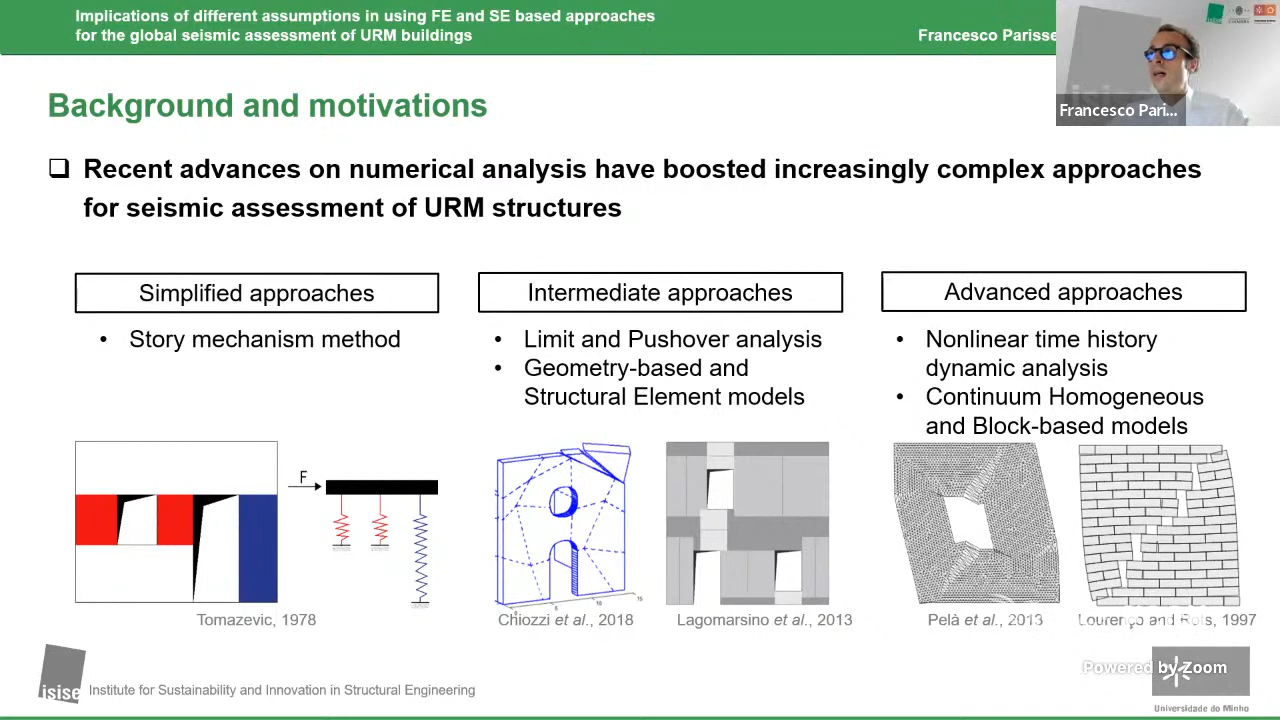 Implications of different assumptions in using FE and SE based approaches
for the global seismic assessment of URM buildings
Francesco Parisse
Francesco Pari...
Background and motivations
Recent advances on numerical analysis have boosted increasingly complex approaches
for seismic assessment of URM structures
Simplified approaches
• Story mechanism method
F
Tomazevic, 1978
Intermediate approaches
• Limit and Pushover analysis
• Geometry-based and
Structural Element models
Chiozzi et al., 2018
Lagomarsino et al., 2013
Advanced approaches
• Nonlinear time history
dynamic analysis
• Continuum Homogeneous
and Block-based models
Pelà et al., 2013
Lourenço and Rots, 1997
isise
Institute for Sustainability and Innovation in Structural Engineering
Powered by Zoom
Universidade do Minho